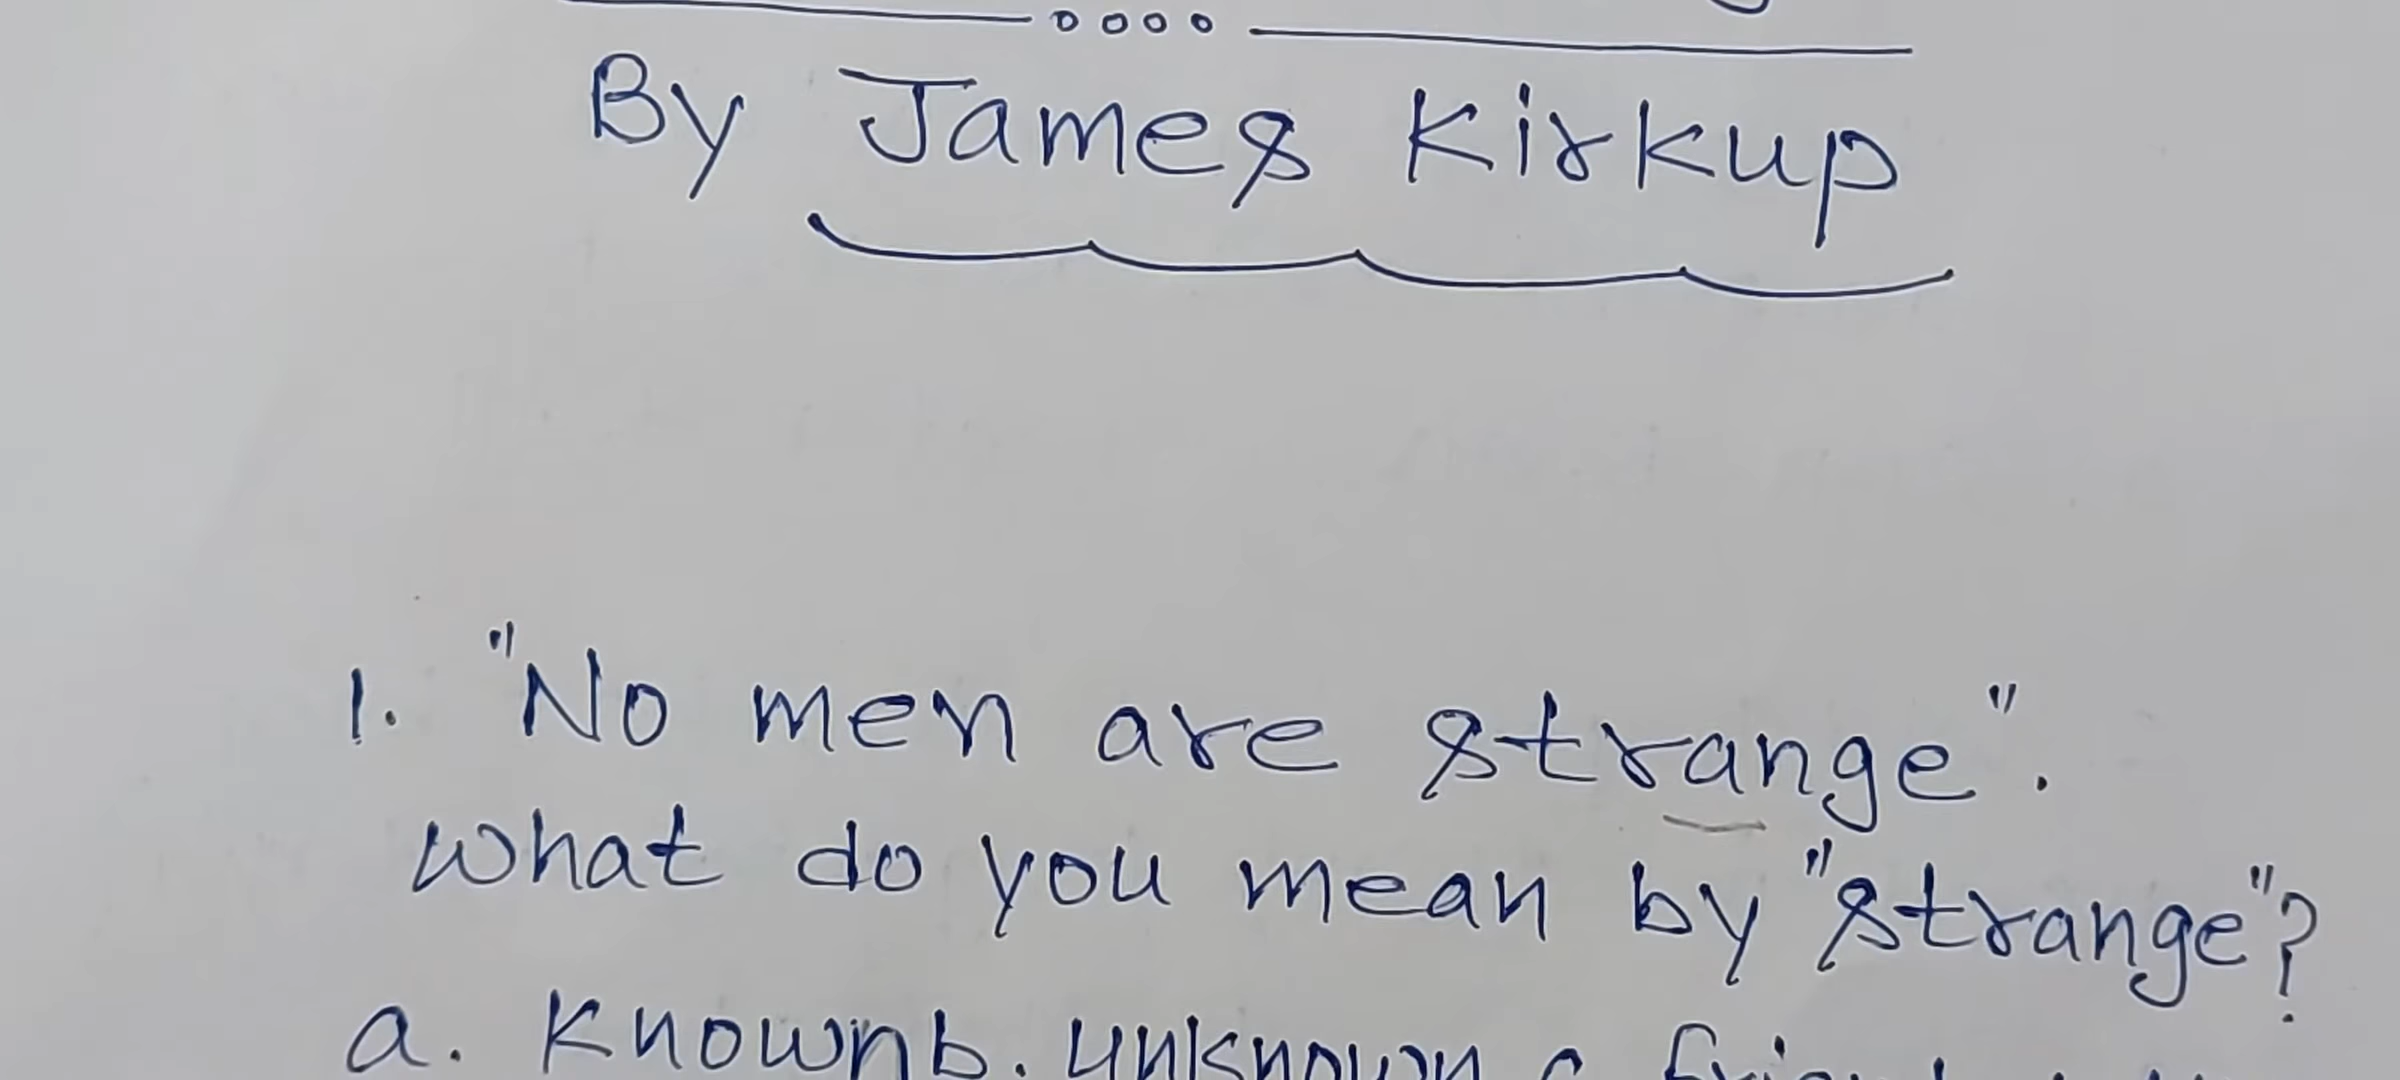 By James Kirkup
1. "No men are strange".
What do you mean by "strange"?
a. Known b. unknown c.